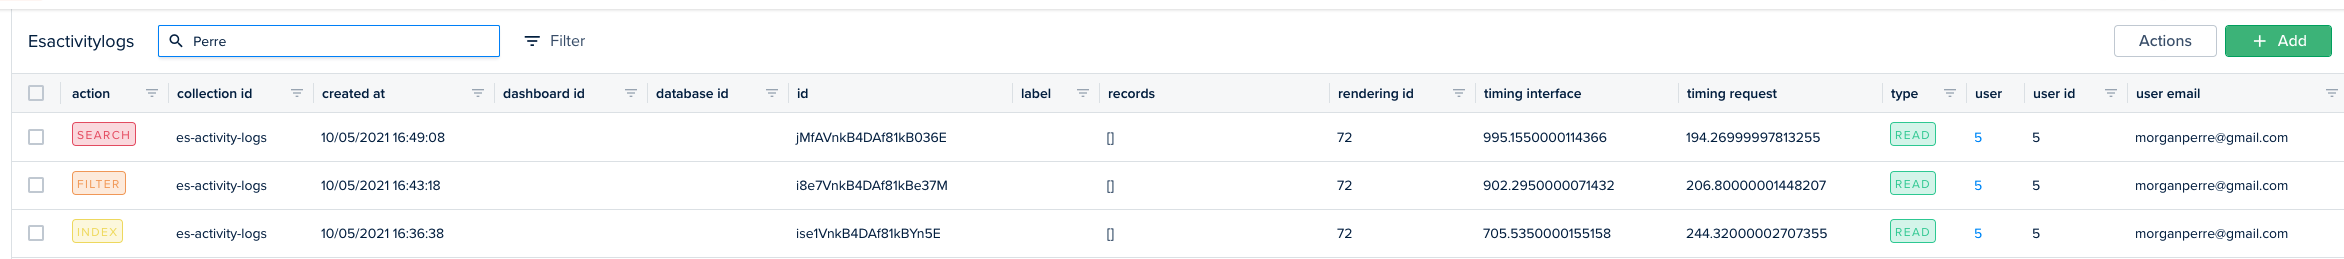 Esactivitylogs Perre Filter Actions + Add
action collection id created at dashboard id database id id label records rendering id timing interface timing request type user user id user email
SEARCH es-activity-logs 10/05/2021 16:49:08 jMfAVnkB4DAf81kB036E [] 72 995.1550000114366 194.26999997813255 READ 5 5 morganperre@gmail.com
FILTER es-activity-logs 10/05/2021 16:43:18 i8e7VnkB4DAf81kBe37M [] 72 902.2950000071432 206.80000001448207 READ 5 5 morganperre@gmail.com
INDEX es-activity-logs 10/05/2021 16:36:38 ise1VnkB4DAf81kBYn5E [] 72 705.5350000155158 244.32000002707355 READ 5 5 morganperre@gmail.com